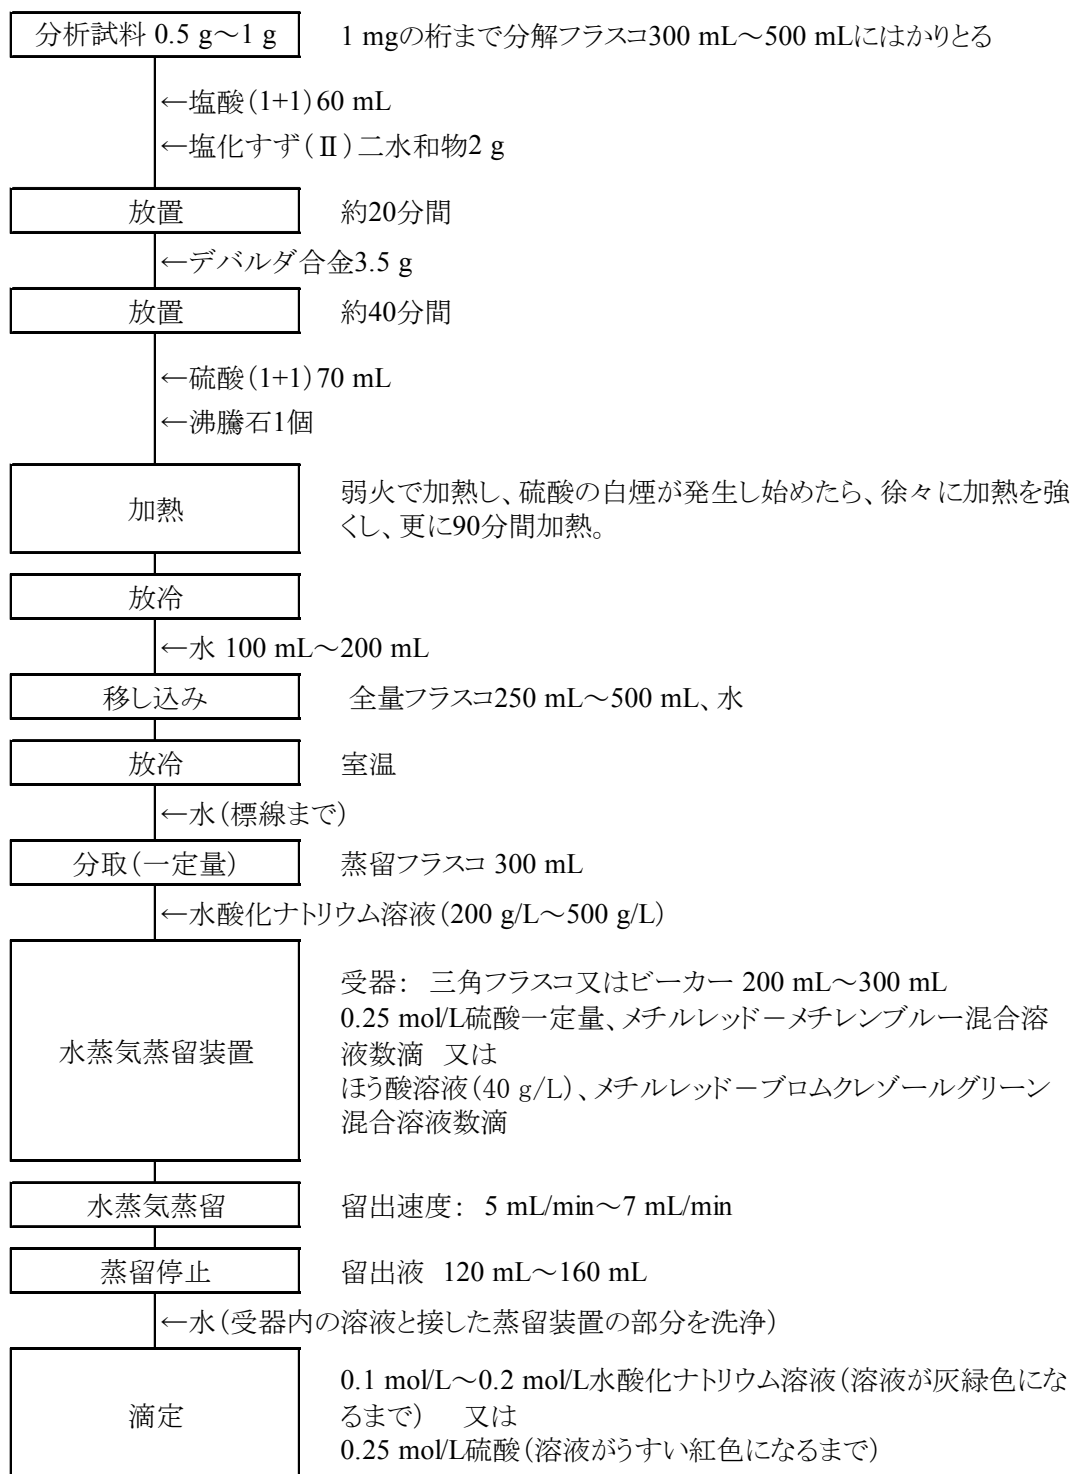 分析試料 0.5 g～1 g　1 mgの桁まで分解フラスコ300 mL～500 mLにはかりとる
←塩酸（1+1）60 mL
←塩化すず（Ⅱ）二水和物2 g
放置　約20分間
←デバルダ合金3.5 g
放置　約40分間
←硫酸（1+1）70 mL
←沸騰石1個
加熱
弱火で加熱し、硫酸の白煙が発生し始めたら、徐々に加熱を強
くし、更に90分間加熱。
放冷
←水 100 mL～200 mL
移し込み　全量フラスコ250 mL～500 mL、水
放冷　室温
←水（標線まで）
分取（一定量）　蒸留フラスコ 300 mL
←水酸化ナトリウム溶液（200 g/L～500 g/L）
水蒸気蒸留装置
受器：　三角フラスコ又はビーカー 200 mL～300 mL
0.25 mol/L硫酸一定量、メチルレッド－メチレンブルー混合溶
液数滴　又は
ほう酸溶液（40 g/L）、メチルレッド－ブロムクレゾールグリーン
混合溶液数滴
水蒸気蒸留　留出速度：　5 mL/min～7 mL/min
蒸留停止　留出液　120 mL～160 mL
←水（受器内の溶液と接した蒸留装置の部分を洗浄）
滴定
0.1 mol/L～0.2 mol/L水酸化ナトリウム溶液（溶液が灰緑色にな
るまで）　又は
0.25 mol/L硫酸（溶液がうすい紅色になるまで）